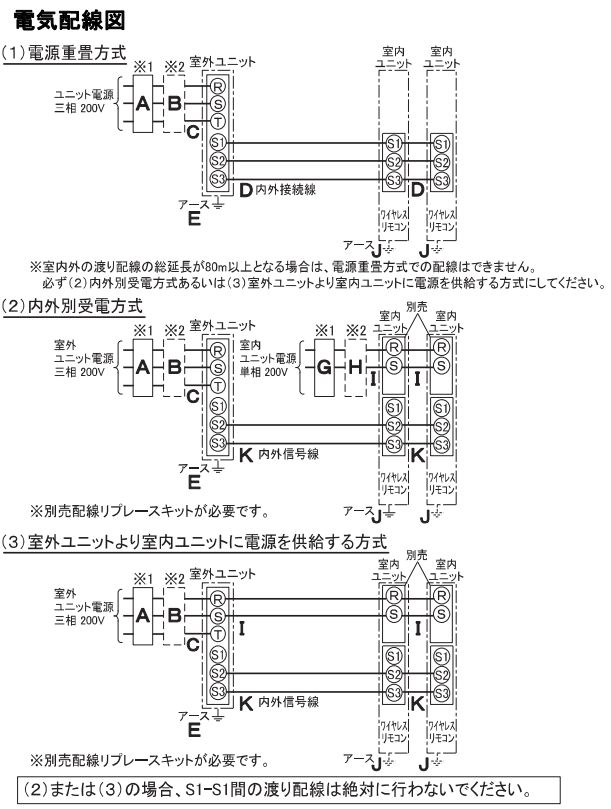 電気配線図
(1)電源重畳方式
※1 ※2 室外ユニット 室内ユニット 室内ユニット
ユニット電源
三相 200V
A B C
R
S
T
S1 S1 S1
S2 S2 S2
S3 S3 S3
D 内外接続線 D
アース
E
ワイヤレスリモコン ワイヤレスリモコン
アース J J
※室内外の渡り配線の総延長が80m以上となる場合は、電源重畳方式での配線はできません。
必ず(2)内外別受電方式あるいは(3)室外ユニットより室内ユニットに電源を供給する方式にしてください。
(2)内外別受電方式
別売
※1 ※2 室外ユニット ※1 ※2 室内ユニット 室内ユニット
室外
ユニット電源
三相 200V
A B C
室内
ユニット電源
単相 200V
G H I I
R R R
S S S
T
S1 S1 S1
S2 S2 S2
S3 S3 S3
K 内外信号線 K
アース
E
ワイヤレスリモコン ワイヤレスリモコン
※別売配線リプレースキットが必要です。
アース J J
(3)室外ユニットより室内ユニットに電源を供給する方式
別売
※1 ※2 室外ユニット 室内ユニット 室内ユニット
室外
ユニット電源
三相 200V
A B C
R R R
S S S
I I
T
S1 S1 S1
S2 S2 S2
S3 S3 S3
K 内外信号線 K
アース
E
ワイヤレスリモコン ワイヤレスリモコン
※別売配線リプレースキットが必要です。
アース J J
(2)または(3)の場合、S1-S1間の渡り配線は絶対に行わないでください。